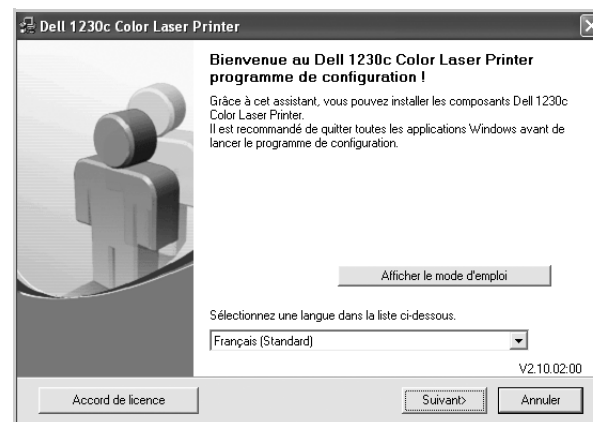 Dell 1230c Color Laser Printer
Bienvenue au Dell 1230c Color Laser Printer
programme de configuration !
Grâce à cet assistant, vous pouvez installer les composants Dell 1230c
Color Laser Printer.
Il est recommandé de quitter toutes les applications Windows avant de
lancer le programme de configuration.
Afficher le mode d'emploi
Sélectionnez une langue dans la liste ci-dessous.
Français (Standard)
V2.10.02:00
Accord de licence
Suivant>
Annuler